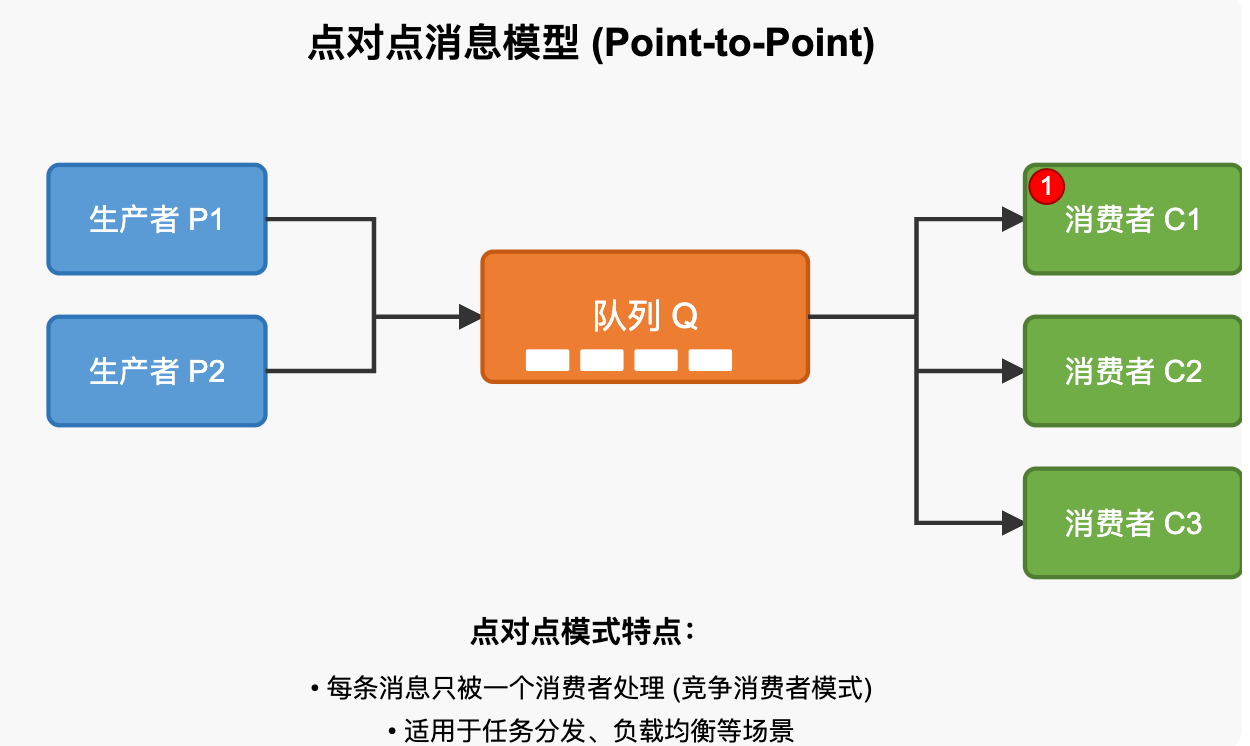 点对点消息模型 (Point-to-Point)
生产者 P1
生产者 P2
队列 Q
1
消费者 C1
消费者 C2
消费者 C3
点对点模式特点：
• 每条消息只被一个消费者处理 (竞争消费者模式)
• 适用于任务分发、负载均衡等场景